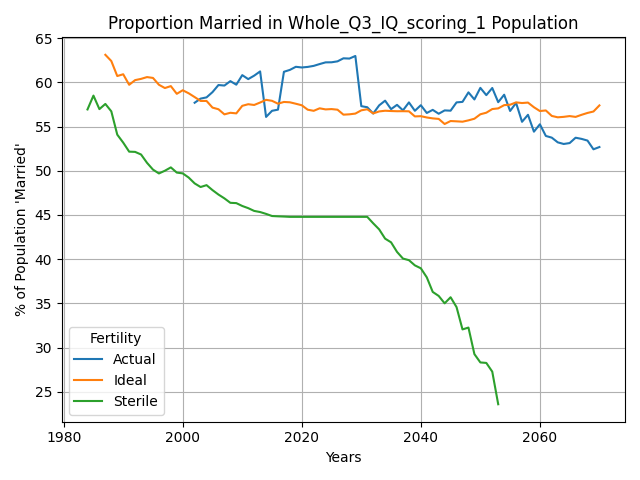 Proportion Married in Whole_Q3_IQ_scoring_1 Population
% of Population 'Married'
65
60
55
50
45
40
35
30
25
Fertility
Actual
Ideal
Sterile
1980
2000
2020
2040
2060
Years